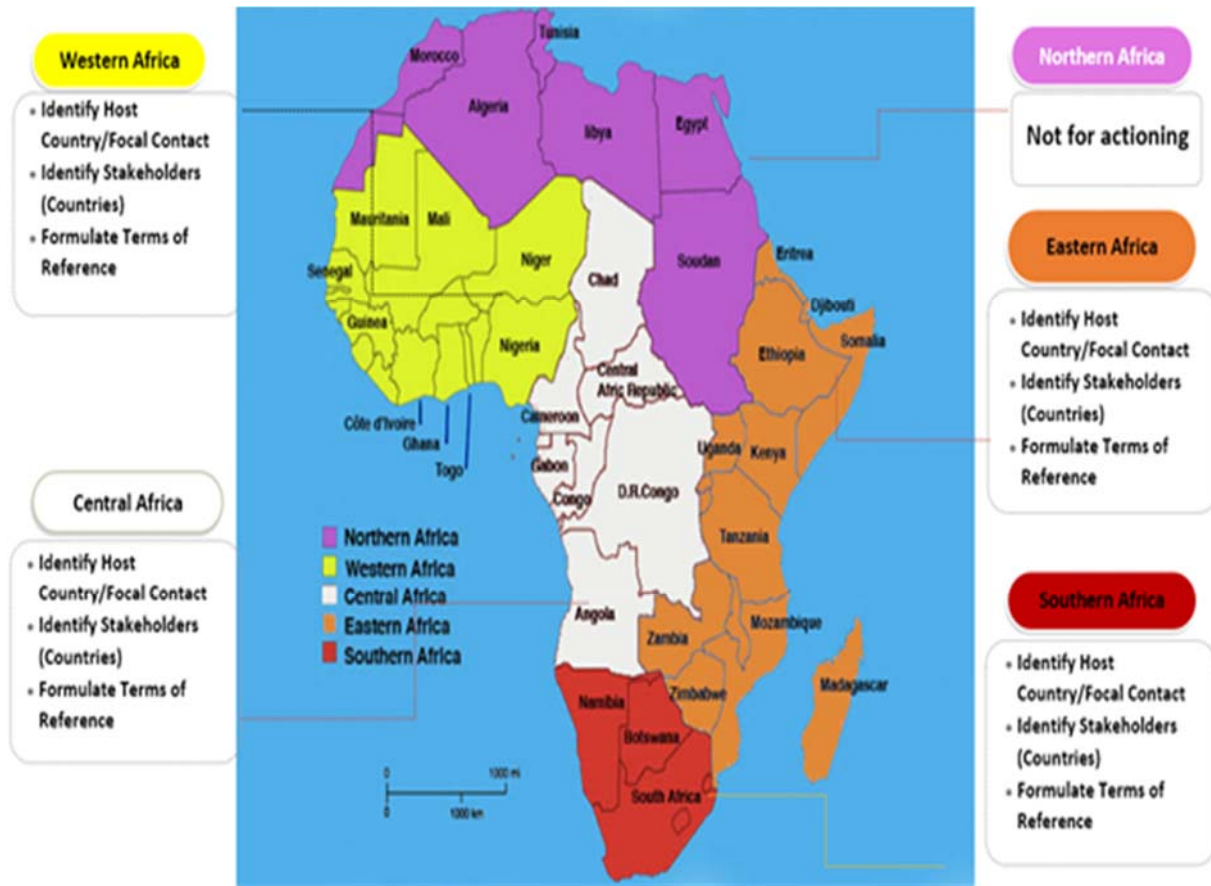 Western Africa
• Identify Host
Country/Focal Contact
• Identify Stakeholders
(Countries)
• Formulate Terms of
Reference
Central Africa
• Identify Host
Country/Focal Contact
• Identify Stakeholders
(Countries)
• Formulate Terms of
Reference
Tunisia
Morocco
Algeria
libya
Egypt
Mauritania
Mali
Niger
Chad
Soudan
Eritrea
Senegal
Djibouti
Guinea
Nigeria
Ethiopia
Somalia
Central
Afric Republic
Côte d'Ivoire
Ghana
Togo
Cameroon
Uganda
Kenya
Gabon
Congo
D.R.Congo
Tanzania
Angola
Zambia
Mozambique
Zimbabwe
Madagascar
Namibia
Botswana
South Africa
Northern Africa
Western Africa
Central Africa
Eastern Africa
Southern Africa
0 1000 mi
0 1000 km
Northern Africa
Not for actioning
Eastern Africa
• Identify Host
Country/Focal Contact
• Identify Stakeholders
(Countries)
• Formulate Terms of
Reference
Southern Africa
• Identify Host
Country/Focal Contact
• Identify Stakeholders
(Countries)
• Formulate Terms of
Reference